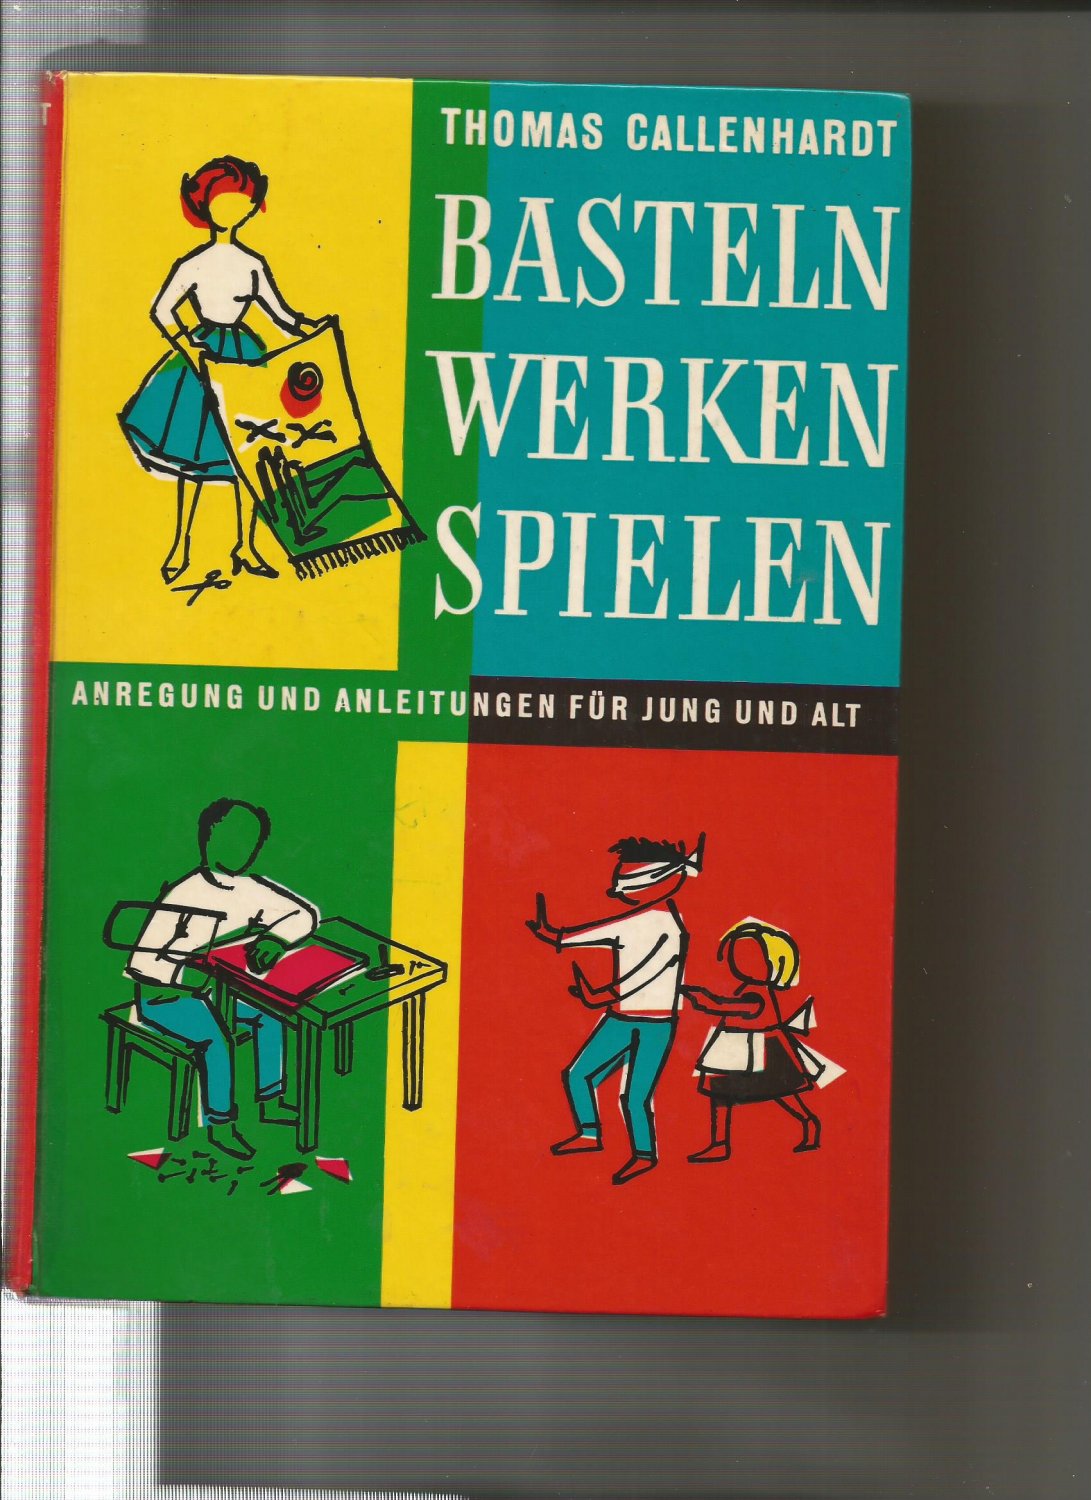 THOMAS CALLENHARDT
BASTELN
WERKEN
SPIELEN
ANREGUNG UND ANLEITUNGEN FÜR JUNG UND ALT
T